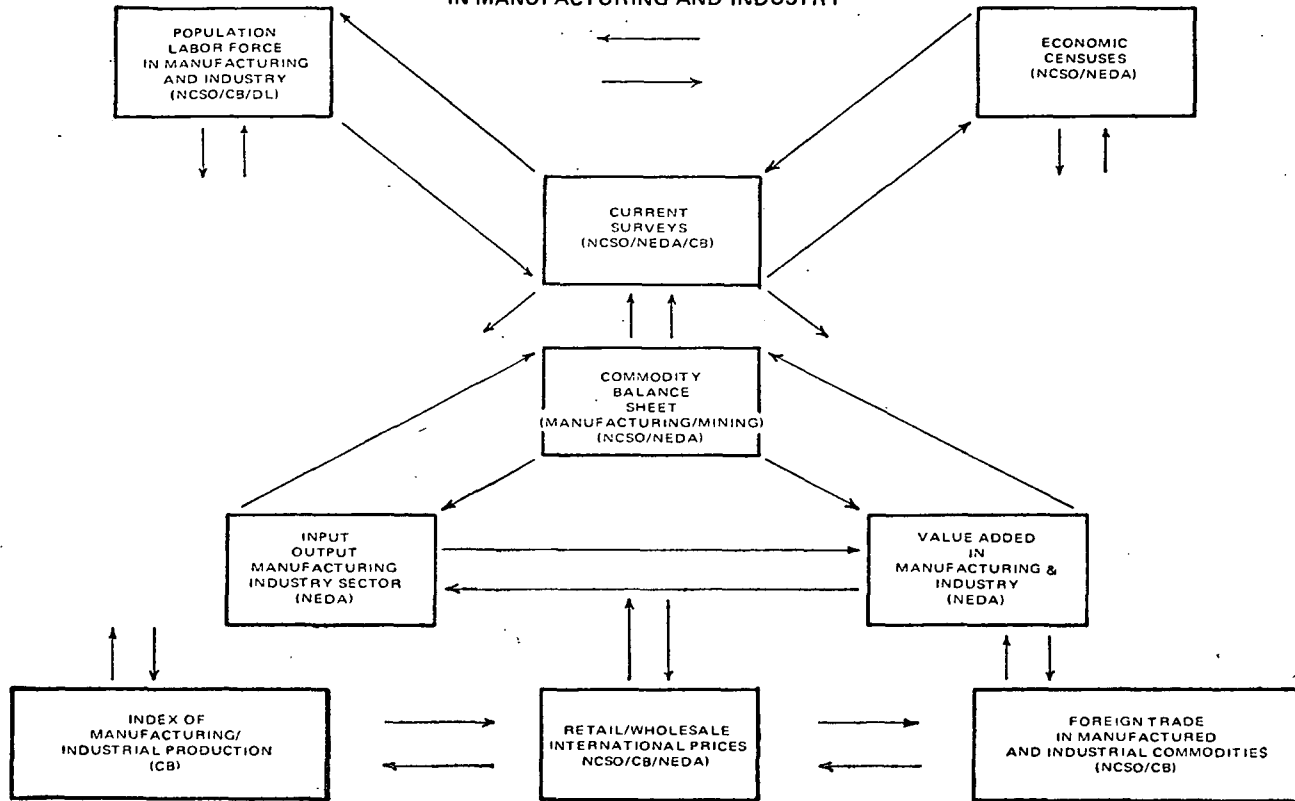 IN MANUFACTURING AND INDUSTRY
POPULATION
LABOR FORCE
IN MANUFACTURING
AND INDUSTRY
(NCSO/CB/DL)
ECONOMIC
CENSUSES
(NCSO/NEDA)
CURRENT
SURVEYS
(NCSO/NEDA/CB)
COMMODITY
BALANCE
SHEET
(MANUFACTURING/MINING)
(NCSO/NEDA)
INPUT
OUTPUT
MANUFACTURING
INDUSTRY SECTOR
(NEDA)
VALUE ADDED
IN
MANUFACTURING &
INDUSTRY
(NEDA)
INDEX OF
MANUFACTURING/
INDUSTRIAL PRODUCTION
(CB)
RETAIL/WHOLESALE
INTERNATIONAL PRICES
NCSO/CB/NEDA)
FOREIGN TRADE
IN MANUFACTURED
AND INDUSTRIAL COMMODITIES
(NCSO/CB)